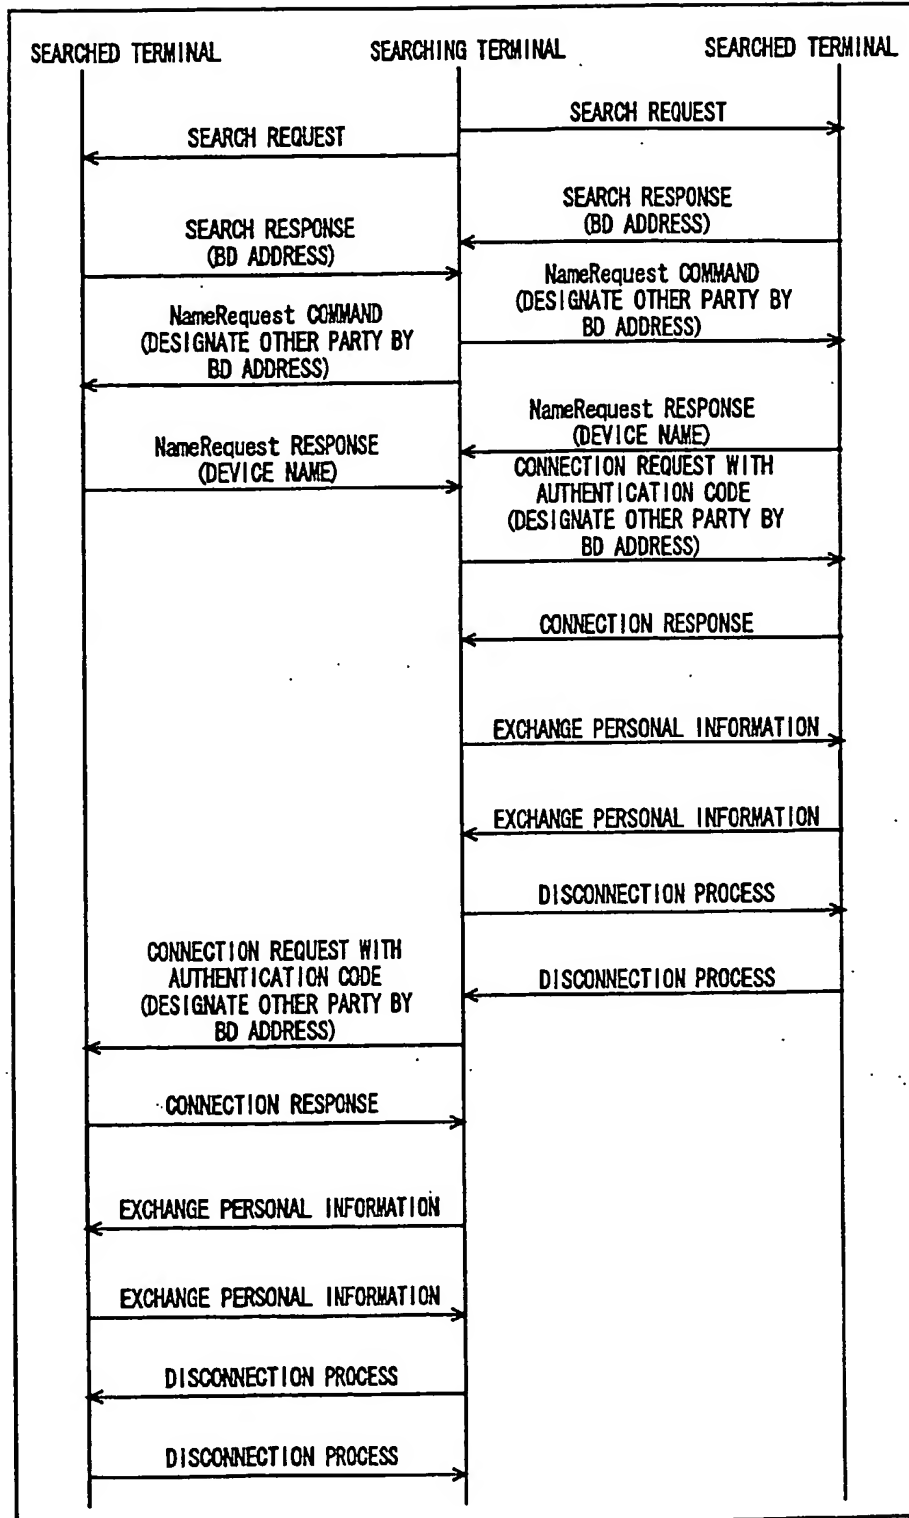 SEARCHED TERMINAL
SEARCHING TERMINAL
SEARCHED TERMINAL
SEARCH REQUEST
SEARCH REQUEST
SEARCH RESPONSE
(BD ADDRESS)
SEARCH RESPONSE
(BD ADDRESS)
NameRequest COMMAND
(DESIGNATE OTHER PARTY BY
BD ADDRESS)
NameRequest COMMAND
(DESIGNATE OTHER PARTY BY
BD ADDRESS)
NameRequest RESPONSE
(DEVICE NAME)
NameRequest RESPONSE
(DEVICE NAME)
CONNECTION REQUEST WITH
AUTHENTICATION CODE
(DESIGNATE OTHER PARTY BY
BD ADDRESS)
CONNECTION RESPONSE
EXCHANGE PERSONAL INFORMATION
EXCHANGE PERSONAL INFORMATION
DISCONNECTION PROCESS
DISCONNECTION PROCESS
CONNECTION REQUEST WITH
AUTHENTICATION CODE
(DESIGNATE OTHER PARTY BY
BD ADDRESS)
CONNECTION RESPONSE
EXCHANGE PERSONAL INFORMATION
EXCHANGE PERSONAL INFORMATION
DISCONNECTION PROCESS
DISCONNECTION PROCESS